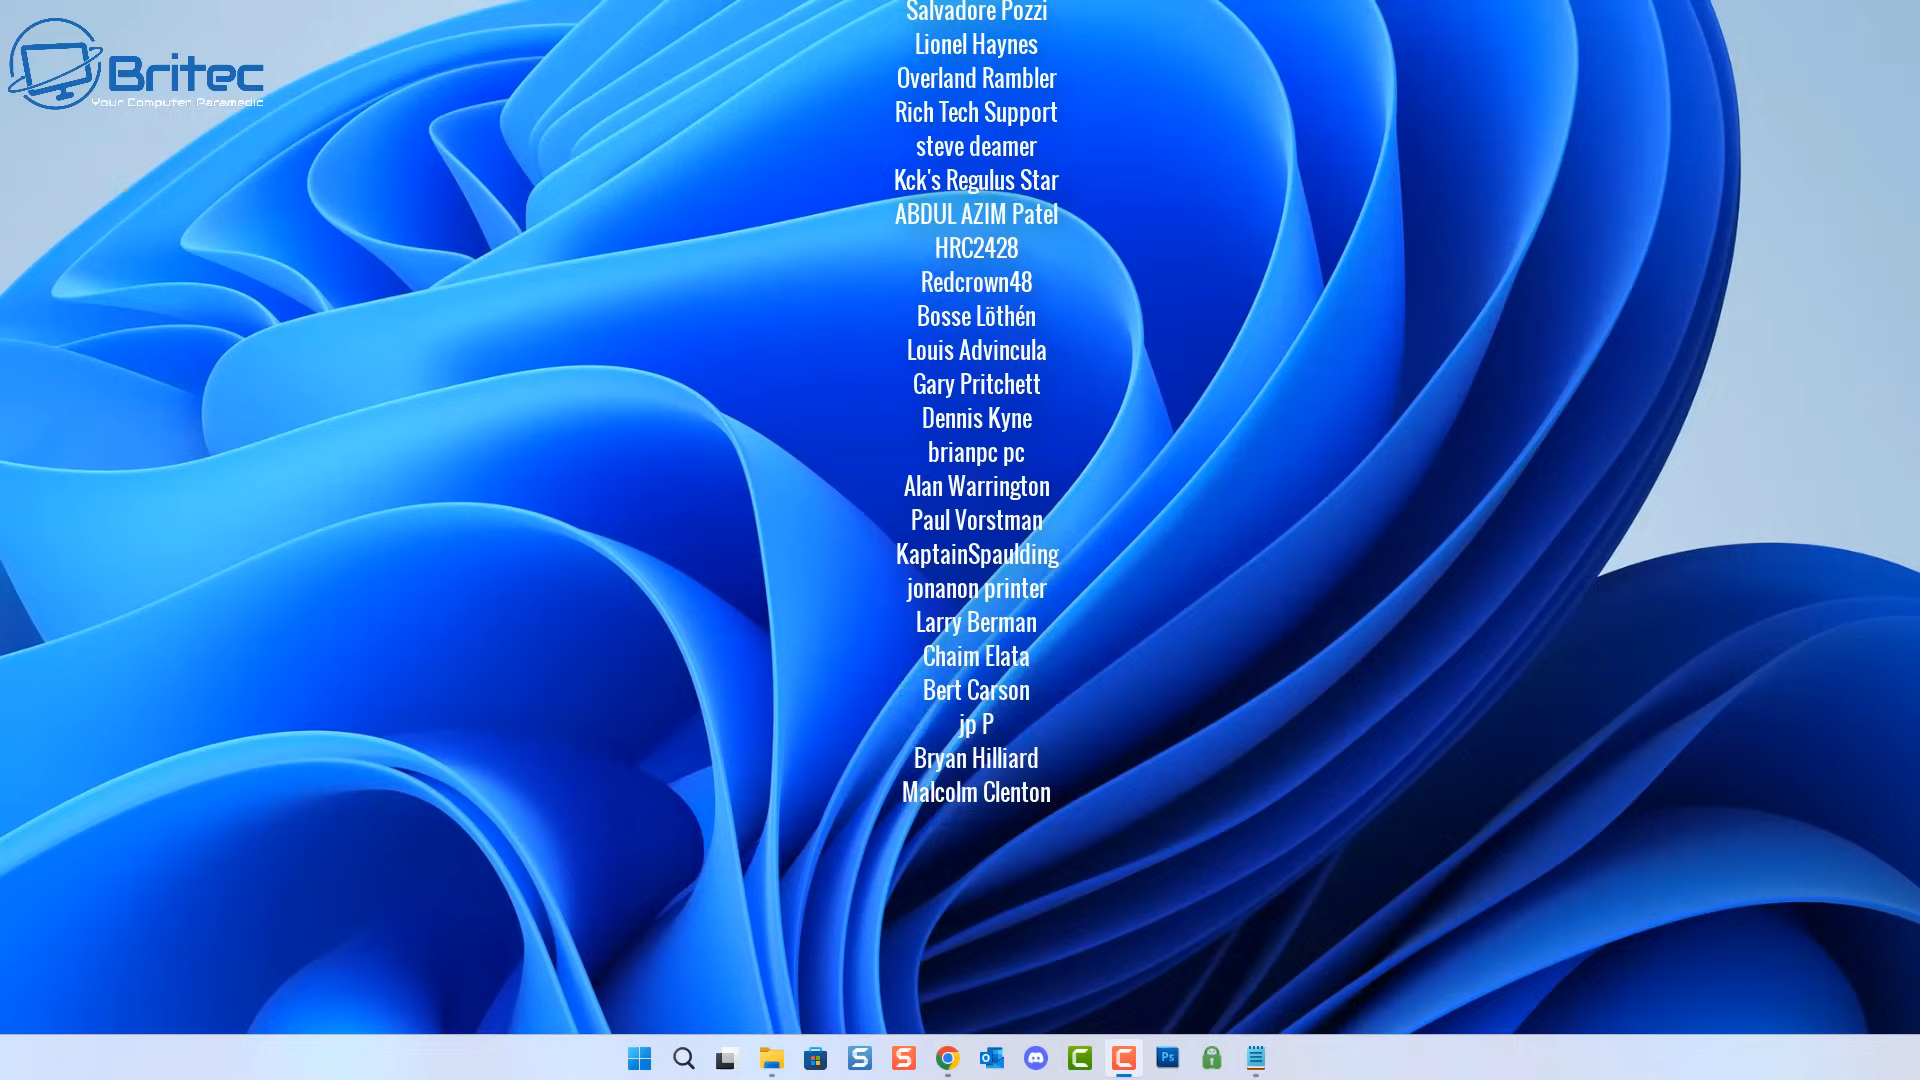 Britec
Your Computer Paramedic
Salvadore Pozzi
Lionel Haynes
Overland Rambler
Rich Tech Support
steve deamer
Kck's Regulus Star
ABDUL AZIM Patel
HRC2428
Redcrown48
Bosse Löthén
Louis Advincula
Gary Pritchett
Dennis Kyne
brianpc pc
Alan Warrington
Paul Vorstman
KaptainSpaulding
jonanon printer
Larry Berman
Chaim Elata
Bert Carson
jp P
Bryan Hilliard
Malcolm Clenton
S
S
Ps